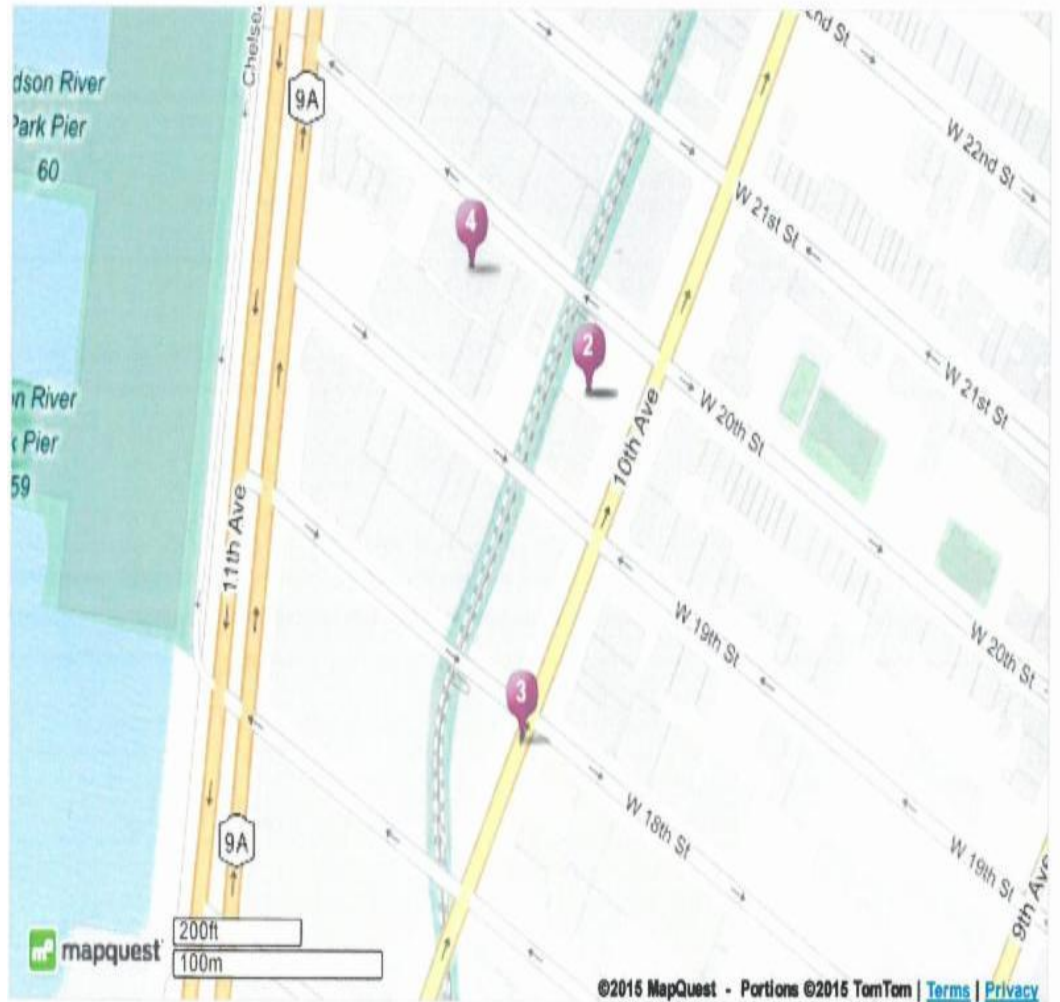 Chelse
2nd St
9A
dson River
Park Pier
60
W 22nd St
4
W 21st St
2
W 21st St
n River
k Pier
59
W 20th St
10th Ave
11th Ave
W 19th St
W 20th St
3
W 18th St
9A
W 19th St
9th Ave
200ft
mapquest
100m
©2015 MapQuest - Portions ©2015 TomTom | Terms | Privacy